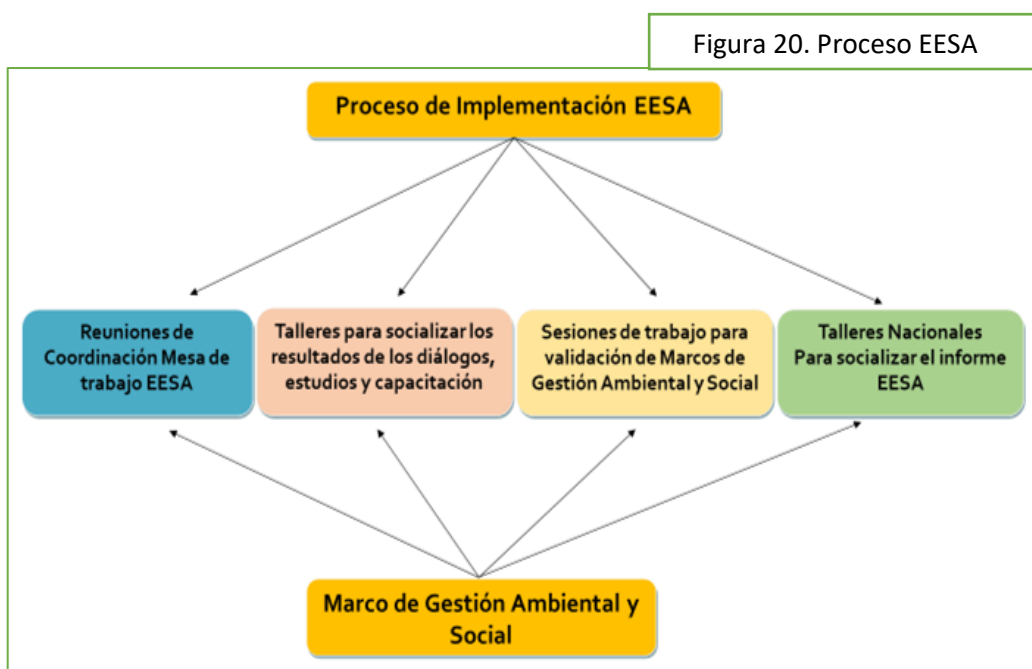 Figura 20. Proceso EESA
Proceso de Implementación EESA
Reuniones de
Coordinación Mesa de
trabajo EESA
Talleres para socializar los
resultados de los diálogos,
estudios y capacitación
Sesiones de trabajo para
validación de Marcos de
Gestión Ambiental y Social
Talleres Nacionales
Para socializar el informe
EESA
Marco de Gestión Ambiental y
Social